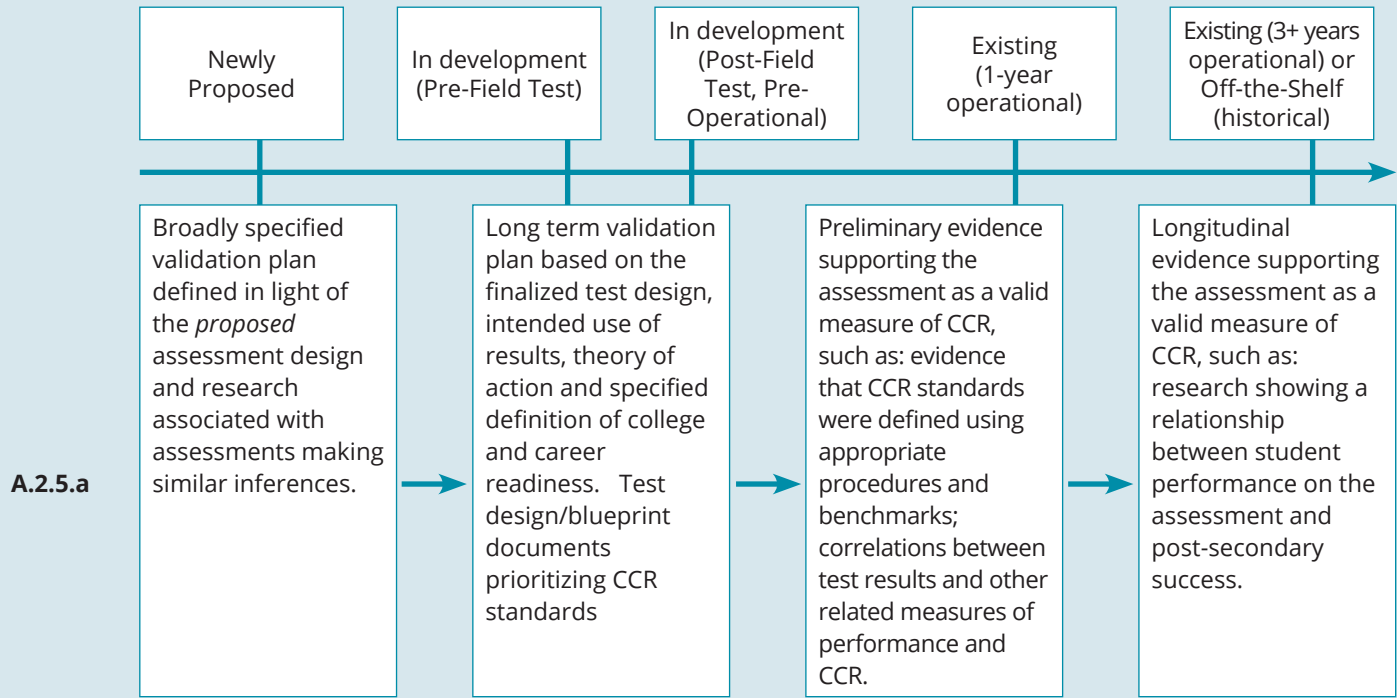 Newly
Proposed
In development
(Pre-Field Test)
In development
(Post-Field
Test, Pre-
Operational)
Existing
(1-year
operational)
Existing (3+ years
operational) or
Off-the-Shelf
(historical)
A.2.5.a
Broadly specified
validation plan
defined in light of
the proposed
assessment design
and research
associated with
assessments making
similar inferences.
Long term validation
plan based on the
finalized test design,
intended use of
results, theory of
action and specified
definition of college
and career
readiness. Test
design/blueprint
documents
prioritizing CCR
standards
Preliminary evidence
supporting the
assessment as a valid
measure of CCR,
such as: evidence
that CCR standards
were defined using
appropriate
procedures and
benchmarks;
correlations between
test results and other
related measures of
performance and
CCR.
Longitudinal
evidence supporting
the assessment as a
valid measure of
CCR, such as:
research showing a
relationship
between student
performance on the
assessment and
post-secondary
success.